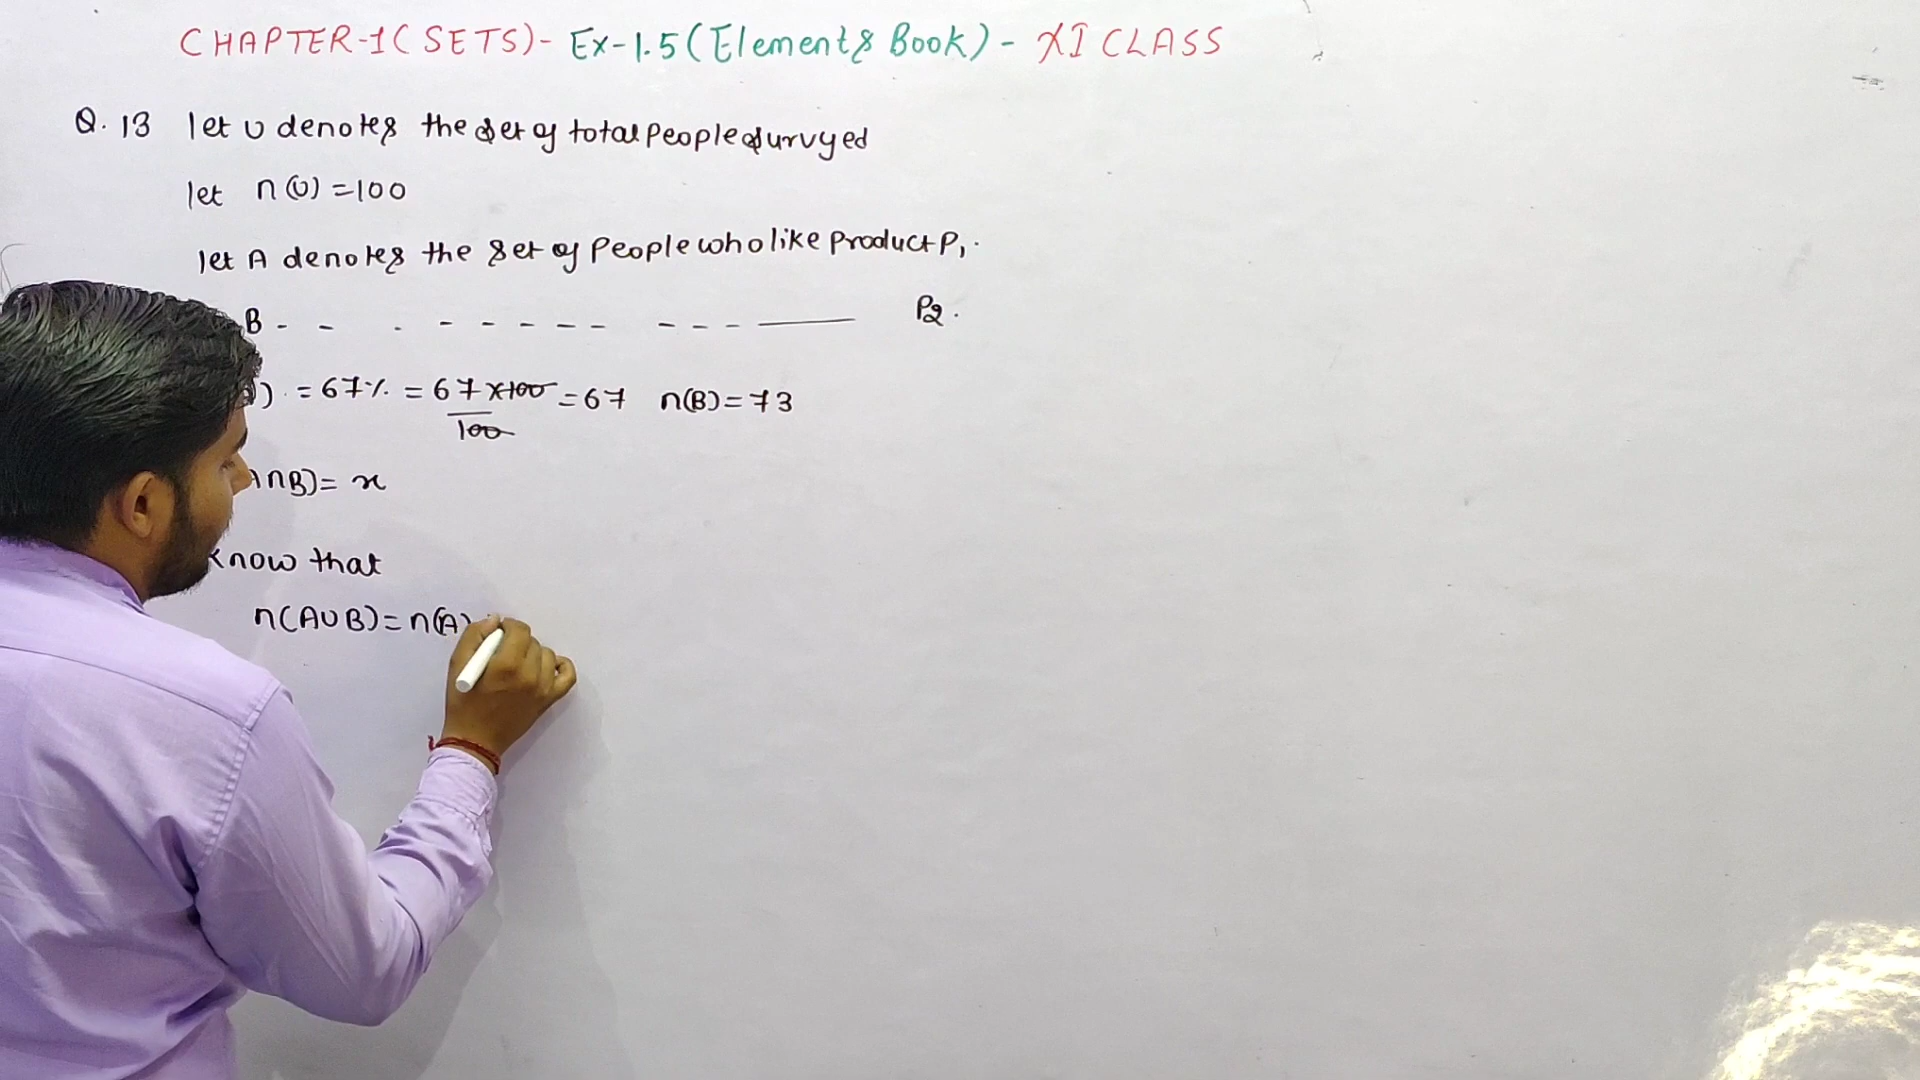 CHAPTER-1(SETS)- Ex-1.5(Elements Book)- XI CLASS
Q. 13 let U denotes the set of total People survyed
let n(U) =100
let A denotes the set of People who like Product P₁.
B - - - - - - - - - - - P2.
) = 67% = 67×100/100 = 67 n(B)= 73
A∩B)= x
know that
n(A∪B)= n(A)